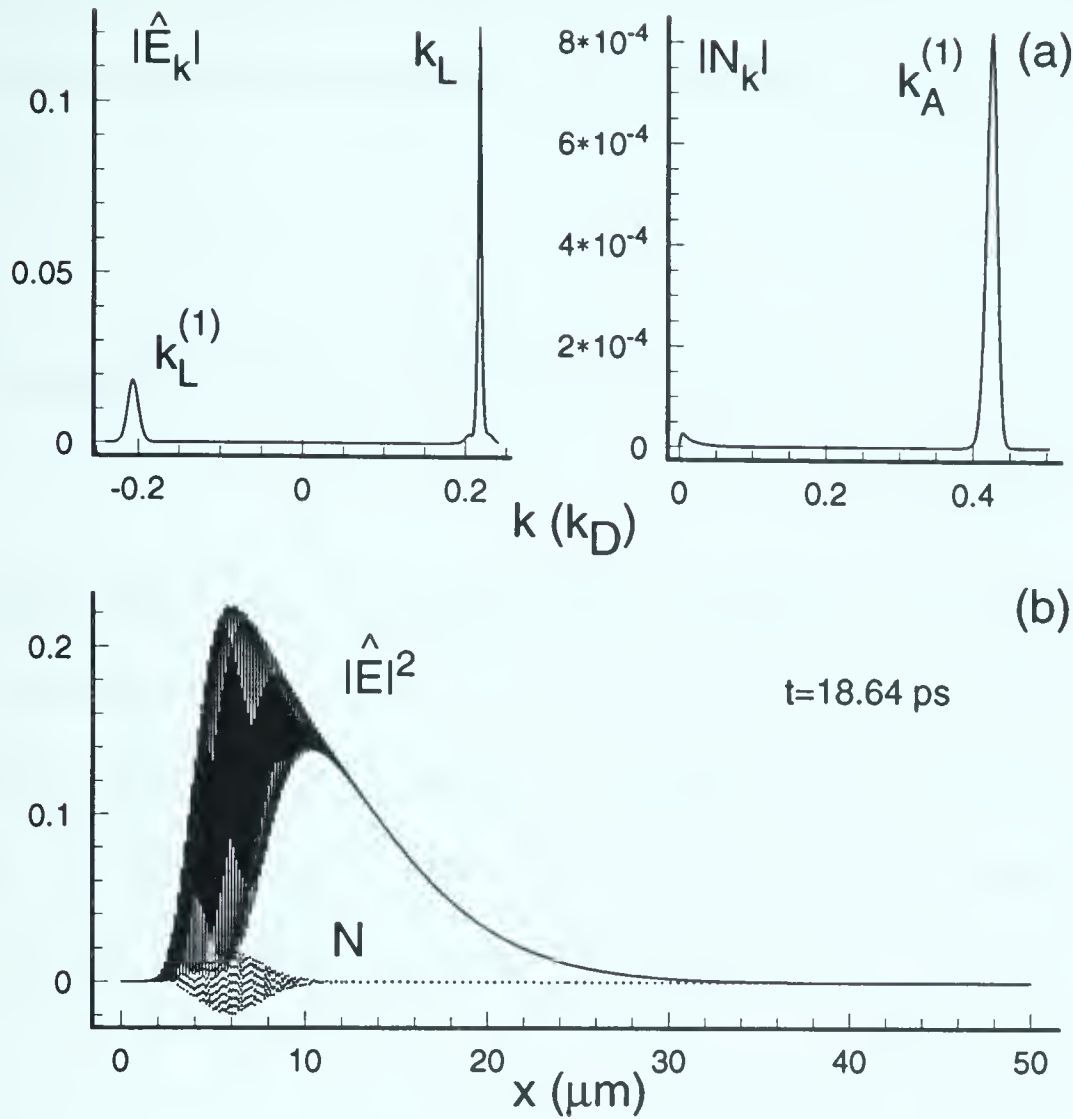 |Ê_k|
k_L
k_L^(1)
0.1
0.05
0
-0.2 0 0.2
|N_k|
k_A^(1)
(a)
8*10^-4
6*10^-4
4*10^-4
2*10^-4
0
0 0.2 0.4
k (k_D)
(b)
|Ê|²
t=18.64 ps
N
0.2
0.1
0
0 10 20 30 40 50
x (μm)